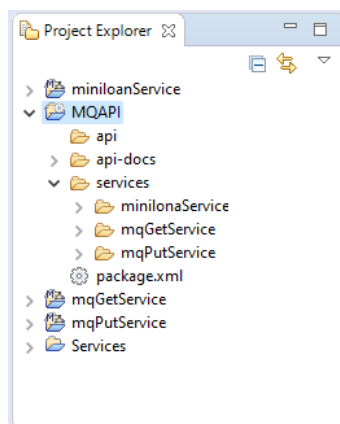 Project Explorer
miniloanService
MQAPI
api
api-docs
services
minilonaService
mqGetService
mqPutService
package.xml
mqGetService
mqPutService
Services